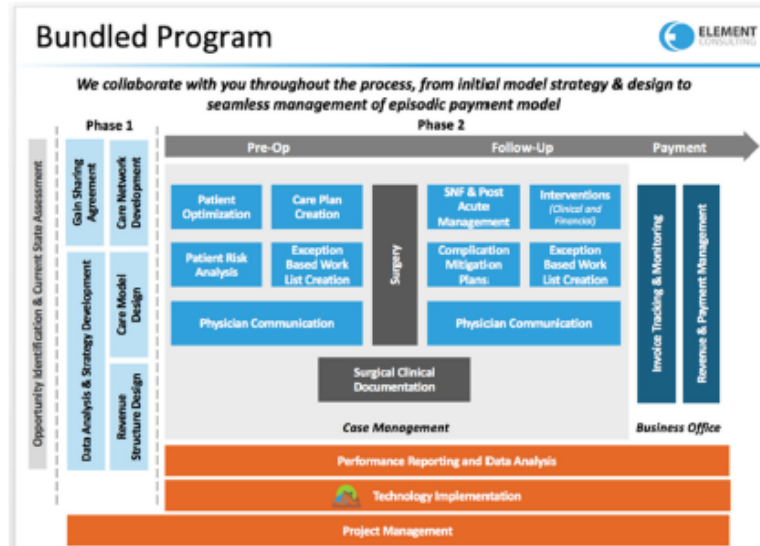 Bundled Program
ELEMENT
CONSULTING
We collaborate with you throughout the process, from initial model strategy & design to
seamless management of episodic payment model
Phase 1
Phase 2
Pre-Op
Follow-Up
Payment
Opportunity Identification & Current State Assessment
Gain Sharing
Agreement
Care Network
Development
Data Analysis & Strategy Development
Care Model
Design
Revenue
Structure Design
Patient
Optimization
Care Plan
Creation
Patient Risk
Analysis
Exception
Based Work
List Creation
Physician Communication
Surgery
SNF & Post
Acute
Management
Interventions
(Clinical and
Financial)
Complication
Mitigation
Plans
Exception
Based Work
List Creation
Physician Communication
Surgical Clinical
Documentation
Case Management
Invoice Tracking & Monitoring
Revenue & Payment Management
Business Office
Performance Reporting and Data Analysis
Technology Implementation
Project Management